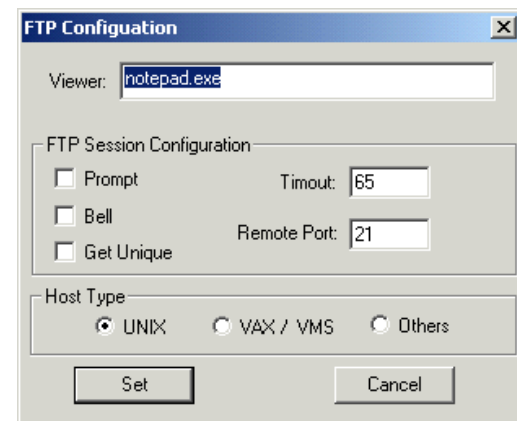 FTP Configuation
Viewer: notepad.exe
FTP Session Configuration
Prompt
Timout: 65
Bell
Remote Port: 21
Get Unique
Host Type
UNIX VAX / VMS Others
Set Cancel